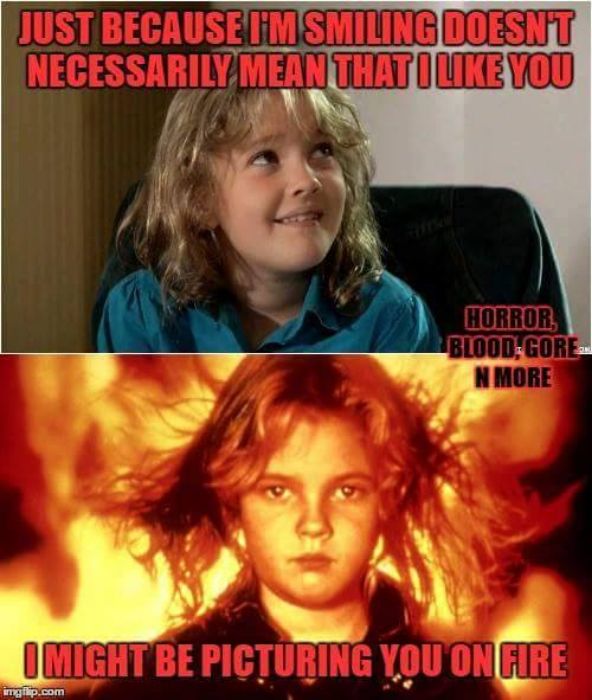 JUST BECAUSE I'M SMILING DOESN'T
NECESSARILY MEAN THAT I LIKE YOU
HORROR,
BLOOD, GORE
N MORE
I MIGHT BE PICTURING YOU ON FIRE
imgflip.com